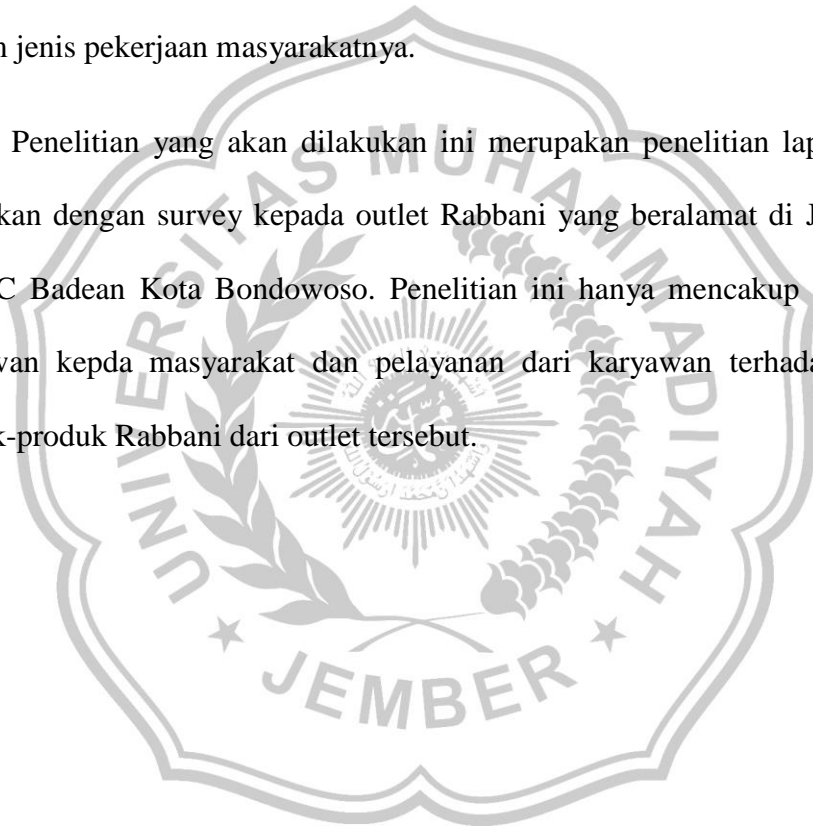 jenis pekerjaan masyarakatnya.
Penelitian yang akan dilakukan ini merupakan penelitian lap
kan dengan survey kepada outlet Rabbani yang beralamat di J
C Badean Kota Bondowoso. Penelitian ini hanya mencakup
wan kepda masyarakat dan pelayanan dari karyawan terhada
k-produk Rabbani dari outlet tersebut.
UNIVERSITAS MUHAMMADIYAH
JEMBER